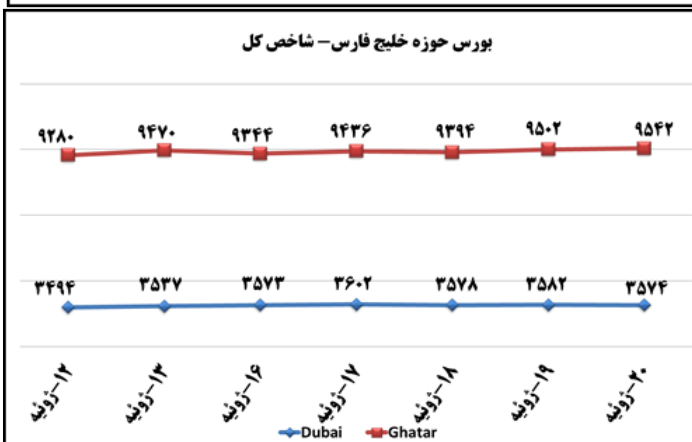 بورس حوزه خلیج فارس – شاخص کل
۹۲۸۰ ۹۴۷۰ ۹۳۴۴ ۹۴۳۶ ۹۳۹۴ ۹۵۰۲ ۹۵۴۲
۳۴۹۴ ۳۵۳۷ ۳۵۷۳ ۳۶۰۲ ۳۵۷۸ ۳۵۸۲ ۳۵۷۴
۱۲-ژوئیه ۱۳-ژوئیه ۱۶-ژوئیه ۱۷-ژوئیه ۱۸-ژوئیه ۱۹-ژوئیه ۲۰-ژوئیه
Dubai Ghatar